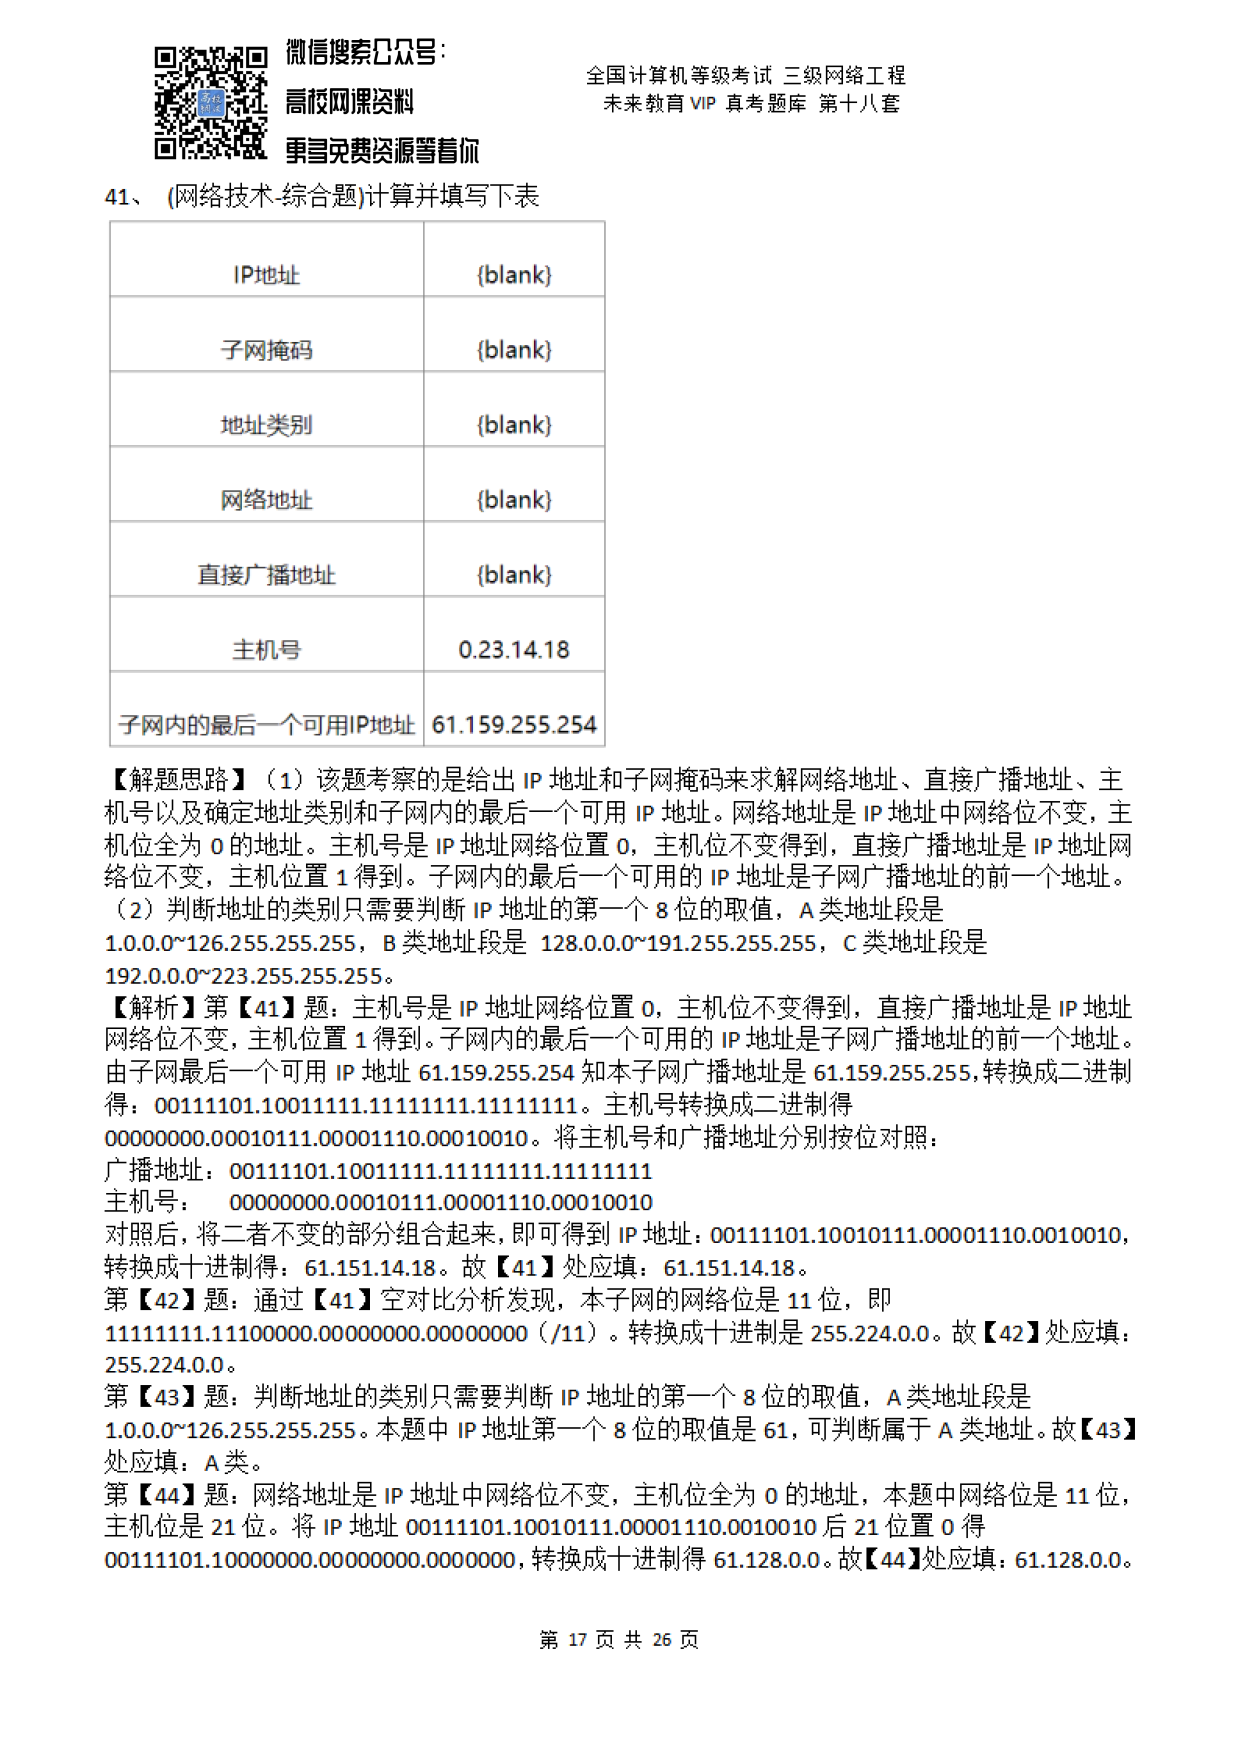 微信搜索公众号：
高校网课资料
更多免费资源等着你
全国计算机等级考试 三级网络工程
未来教育 VIP 真考题库 第十八套
41、 (网络技术-综合题)计算并填写下表
IP地址 {blank}
子网掩码 {blank}
地址类别 {blank}
网络地址 {blank}
直接广播地址 {blank}
主机号 0.23.14.18
子网内的最后一个可用IP地址 61.159.255.254
【解题思路】（1）该题考察的是给出 IP 地址和子网掩码来求解网络地址、直接广播地址、主
机号以及确定地址类别和子网内的最后一个可用 IP 地址。网络地址是 IP 地址中网络位不变，主
机位全为 0 的地址。主机号是 IP 地址网络位置 0，主机位不变得到，直接广播地址是 IP 地址网
络位不变，主机位置 1 得到。子网内的最后一个可用的 IP 地址是子网广播地址的前一个地址。
（2）判断地址的类别只需要判断 IP 地址的第一个 8 位的取值，A 类地址段是
1.0.0.0~126.255.255.255，B 类地址段是 128.0.0.0~191.255.255.255，C 类地址段是
192.0.0.0~223.255.255.255。
【解析】第【41】题：主机号是 IP 地址网络位置 0，主机位不变得到，直接广播地址是 IP 地址
网络位不变，主机位置 1 得到。子网内的最后一个可用的 IP 地址是子网广播地址的前一个地址。
由子网最后一个可用 IP 地址 61.159.255.254 知本子网广播地址是 61.159.255.255,转换成二进制
得：00111101.10011111.11111111.11111111。主机号转换成二进制得
00000000.00010111.00001110.00010010。将主机号和广播地址分别按位对照：
广播地址：00111101.10011111.11111111.11111111
主机号： 00000000.00010111.00001110.00010010
对照后，将二者不变的部分组合起来，即可得到 IP 地址：00111101.10010111.00001110.0010010，
转换成十进制得：61.151.14.18。故【41】处应填：61.151.14.18。
第【42】题：通过【41】空对比分析发现，本子网的网络位是 11 位，即
11111111.11100000.00000000.00000000（/11）。转换成十进制是 255.224.0.0。故【42】处应填：
255.224.0.0。
第【43】题：判断地址的类别只需要判断 IP 地址的第一个 8 位的取值，A 类地址段是
1.0.0.0~126.255.255.255。本题中 IP 地址第一个 8 位的取值是 61，可判断属于 A 类地址。故【43】
处应填：A 类。
第【44】题：网络地址是 IP 地址中网络位不变，主机位全为 0 的地址，本题中网络位是 11 位，
主机位是 21 位。将 IP 地址 00111101.10010111.00001110.0010010 后 21 位置 0 得
00111101.10000000.00000000.0000000，转换成十进制得 61.128.0.0。故【44】处应填：61.128.0.0。
第 17 页 共 26 页